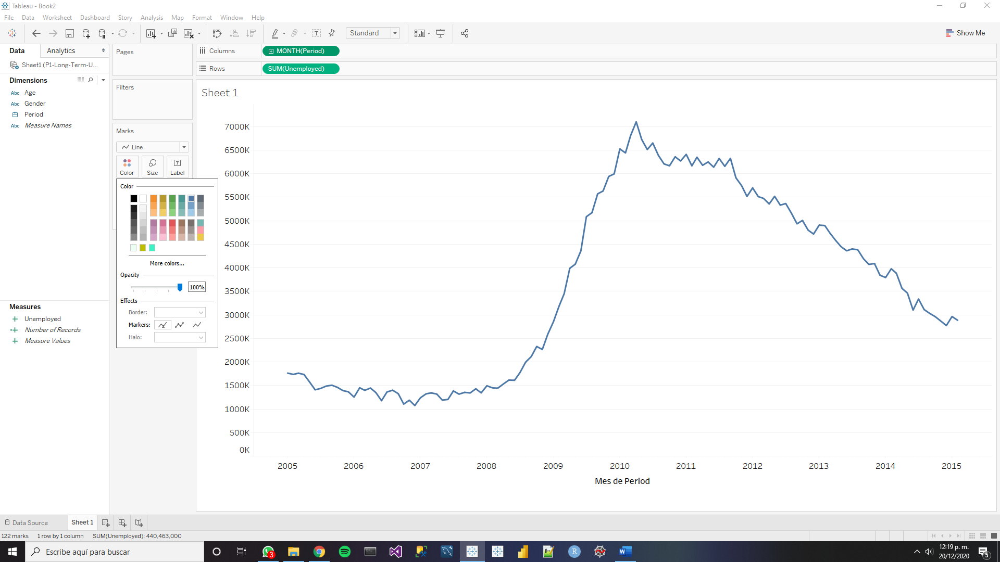 Tableau - Book2
File Data Worksheet Dashboard Story Analysis Map Format Window Help
Standard
Show Me
Data Analytics
Sheet1 (P1-Long-Term-U...
Dimensions
Abc Age
Abc Gender
Period
Abc Measure Names
Measures
Unemployed
Number of Records
Measure Values
Pages
Filters
Marks
Line
Color Size Label
Color
More colors...
Opacity
100%
Effects
Border:
Markers:
Halo:
Columns MONTH(Period)
Rows SUM(Unemployed)
Sheet 1
7000K
6500K
6000K
5500K
5000K
4500K
4000K
3500K
3000K
2500K
2000K
1500K
1000K
500K
0K
2005 2006 2007 2008 2009 2010 2011 2012 2013 2014 2015
Mes de Period
Data Source Sheet 1
122 marks 1 row by 1 column SUM(Unemployed): 440,463,000
Escribe aquí para buscar
3
R
W
12:19 p. m.
20/12/2020
5